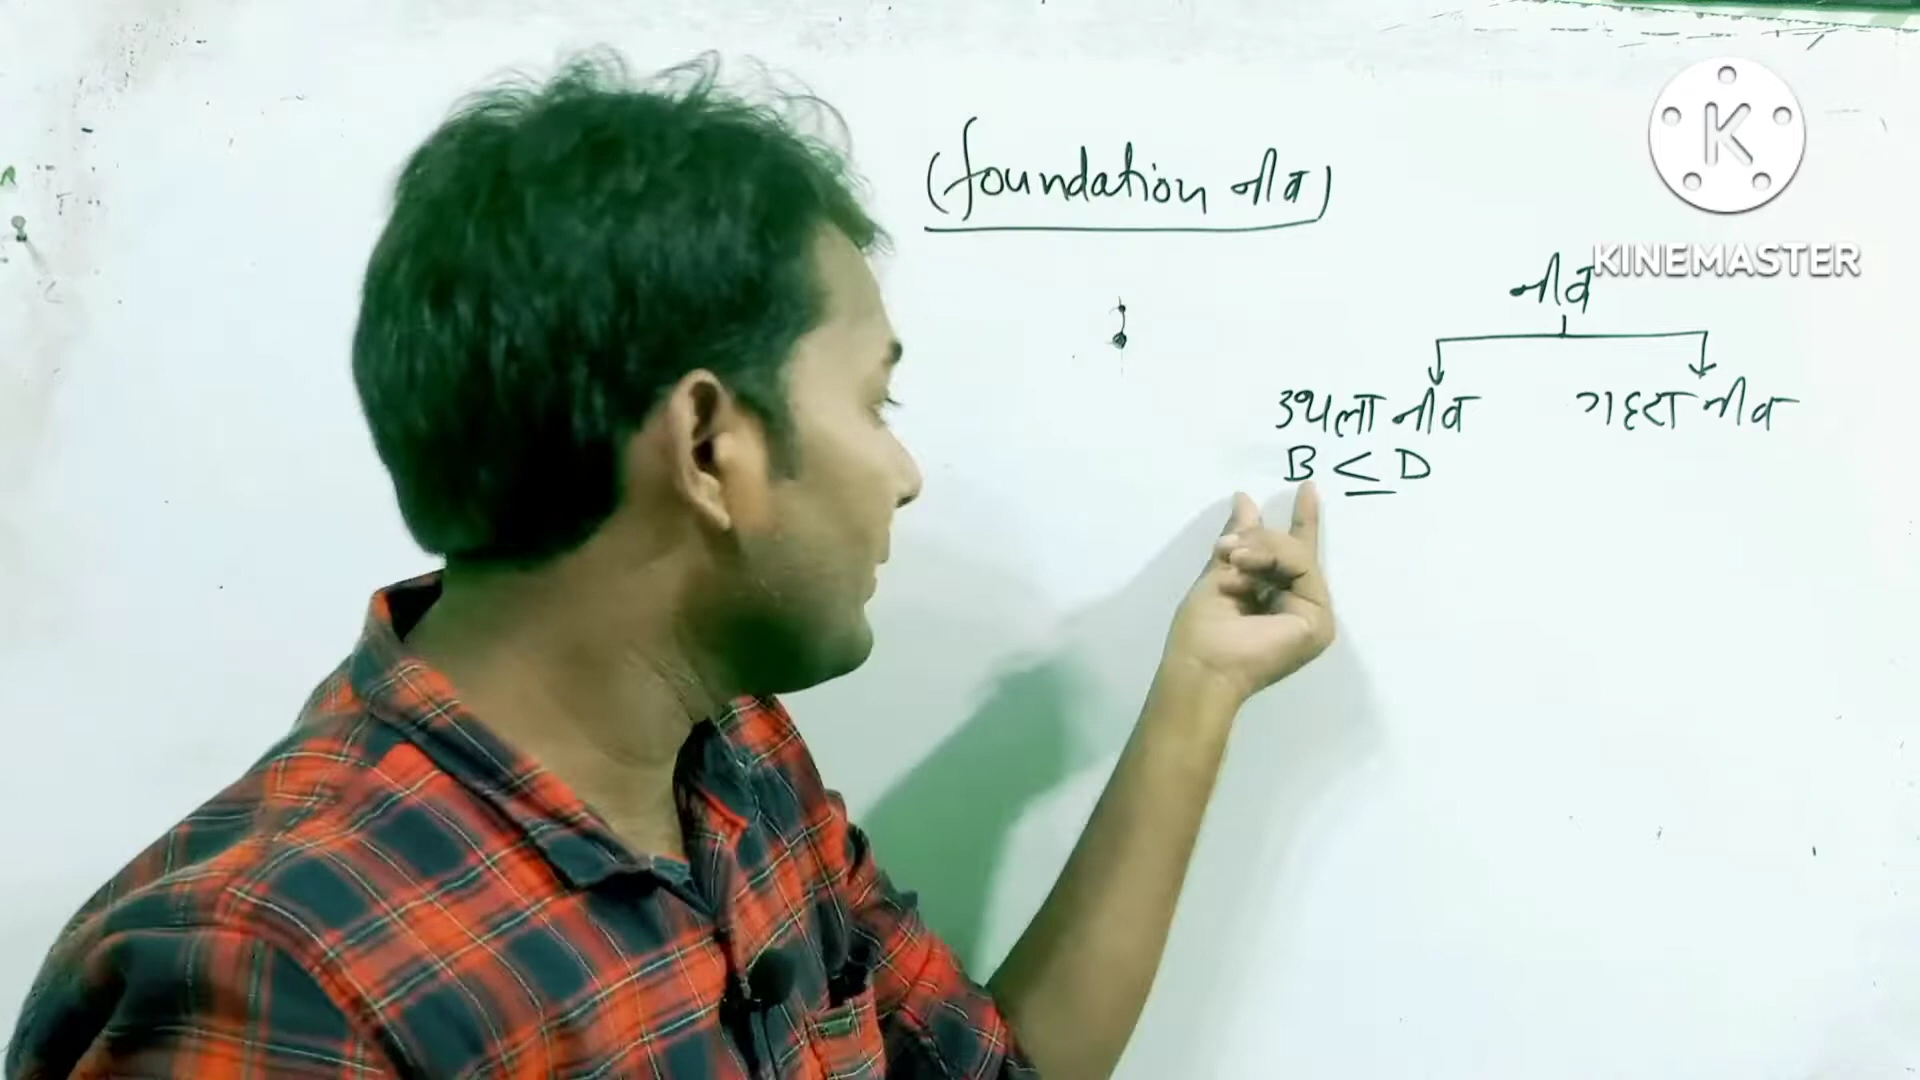 (foundation नीव)
K
KINEMASTER
नीव
उथला नीव गहरा नीव
B ≤ D